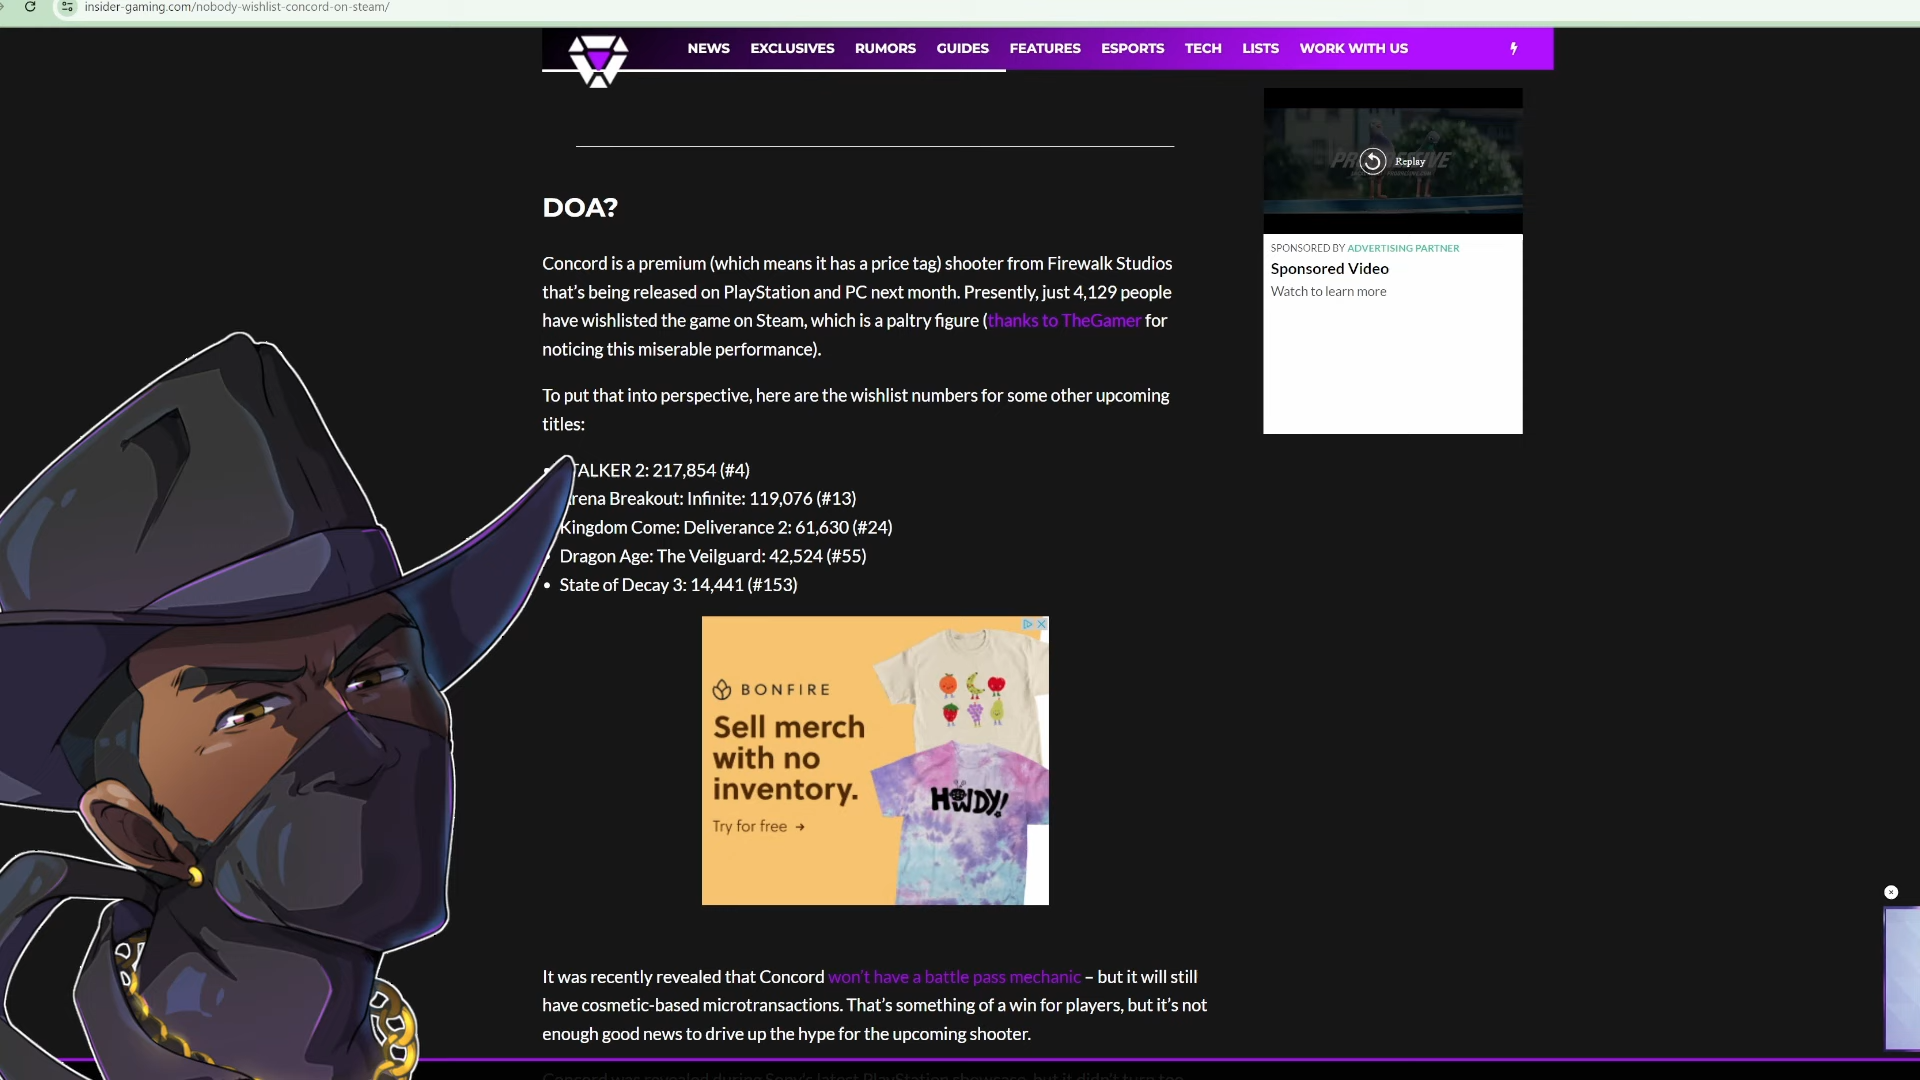 insider-gaming.com/nobody-wishlist-concord-on-steam/
NEWS EXCLUSIVES RUMORS GUIDES FEATURES ESPORTS TECH LISTS WORK WITH US
Replay
SPONSORED BY ADVERTISING PARTNER
Sponsored Video
Watch to learn more
DOA?
Concord is a premium (which means it has a price tag) shooter from Firewalk Studios
that’s being released on PlayStation and PC next month. Presently, just 4,129 people
have wishlisted the game on Steam, which is a paltry figure (thanks to TheGamer for
noticing this miserable performance).
To put that into perspective, here are the wishlist numbers for some other upcoming
titles:
TALKER 2: 217,854 (#4)
rena Breakout: Infinite: 119,076 (#13)
Kingdom Come: Deliverance 2: 61,630 (#24)
• Dragon Age: The Veilguard: 42,524 (#55)
• State of Decay 3: 14,441 (#153)
BONFIRE
Sell merch
with no
inventory.
Try for free →
HOWDY!
It was recently revealed that Concord won’t have a battle pass mechanic – but it will still
have cosmetic-based microtransactions. That’s something of a win for players, but it’s not
enough good news to drive up the hype for the upcoming shooter.